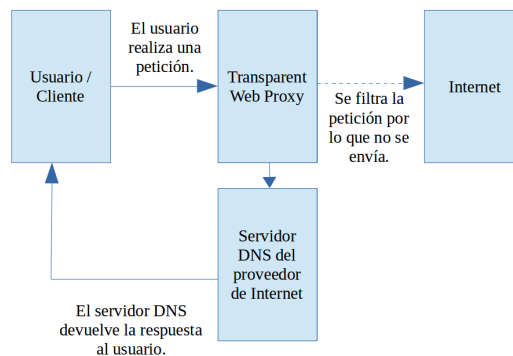 Usuario /
Cliente
El usuario
realiza una
petición.
Transparent
Web Proxy
Se filtra la
petición por
lo que no se
envía.
Internet
Servidor
DNS del
proveedor
de Internet
El servidor DNS
devuelve la respuesta
al usuario.